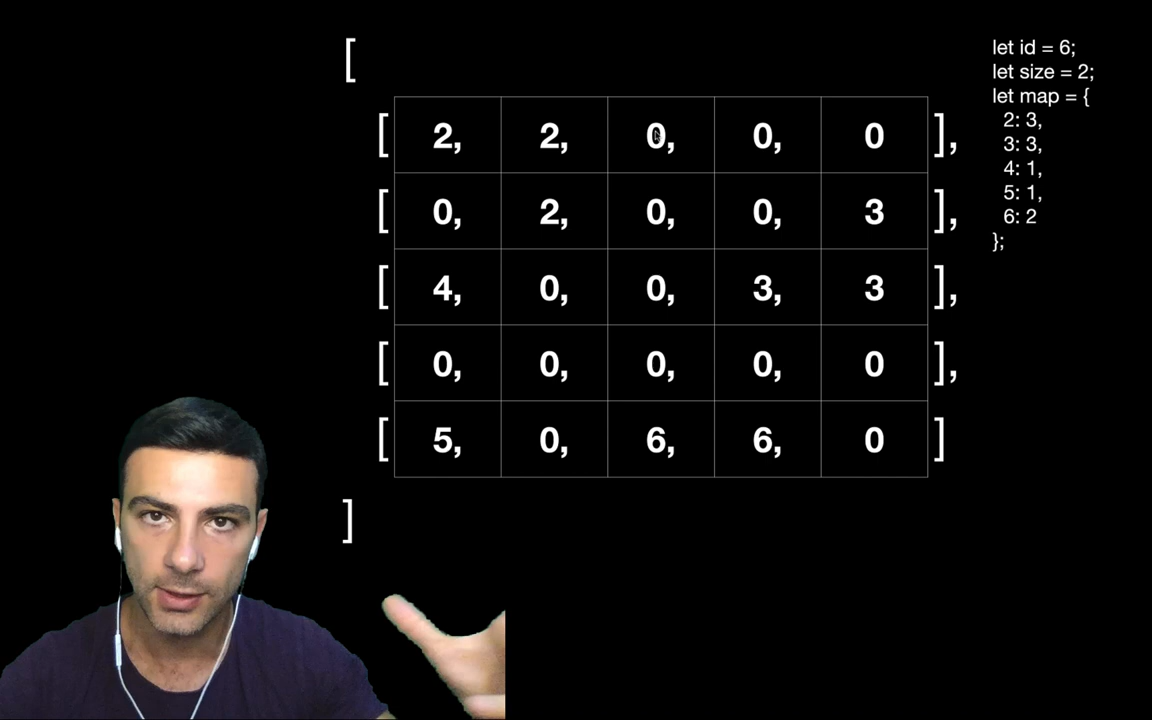 [
[ 2, 2, 0, 0, 0 ],
[ 0, 2, 0, 0, 3 ],
[ 4, 0, 0, 3, 3 ],
[ 0, 0, 0, 0, 0 ],
[ 5, 0, 6, 6, 0 ]
]
let id = 6;
let size = 2;
let map = {
2: 3,
3: 3,
4: 1,
5: 1,
6: 2
};